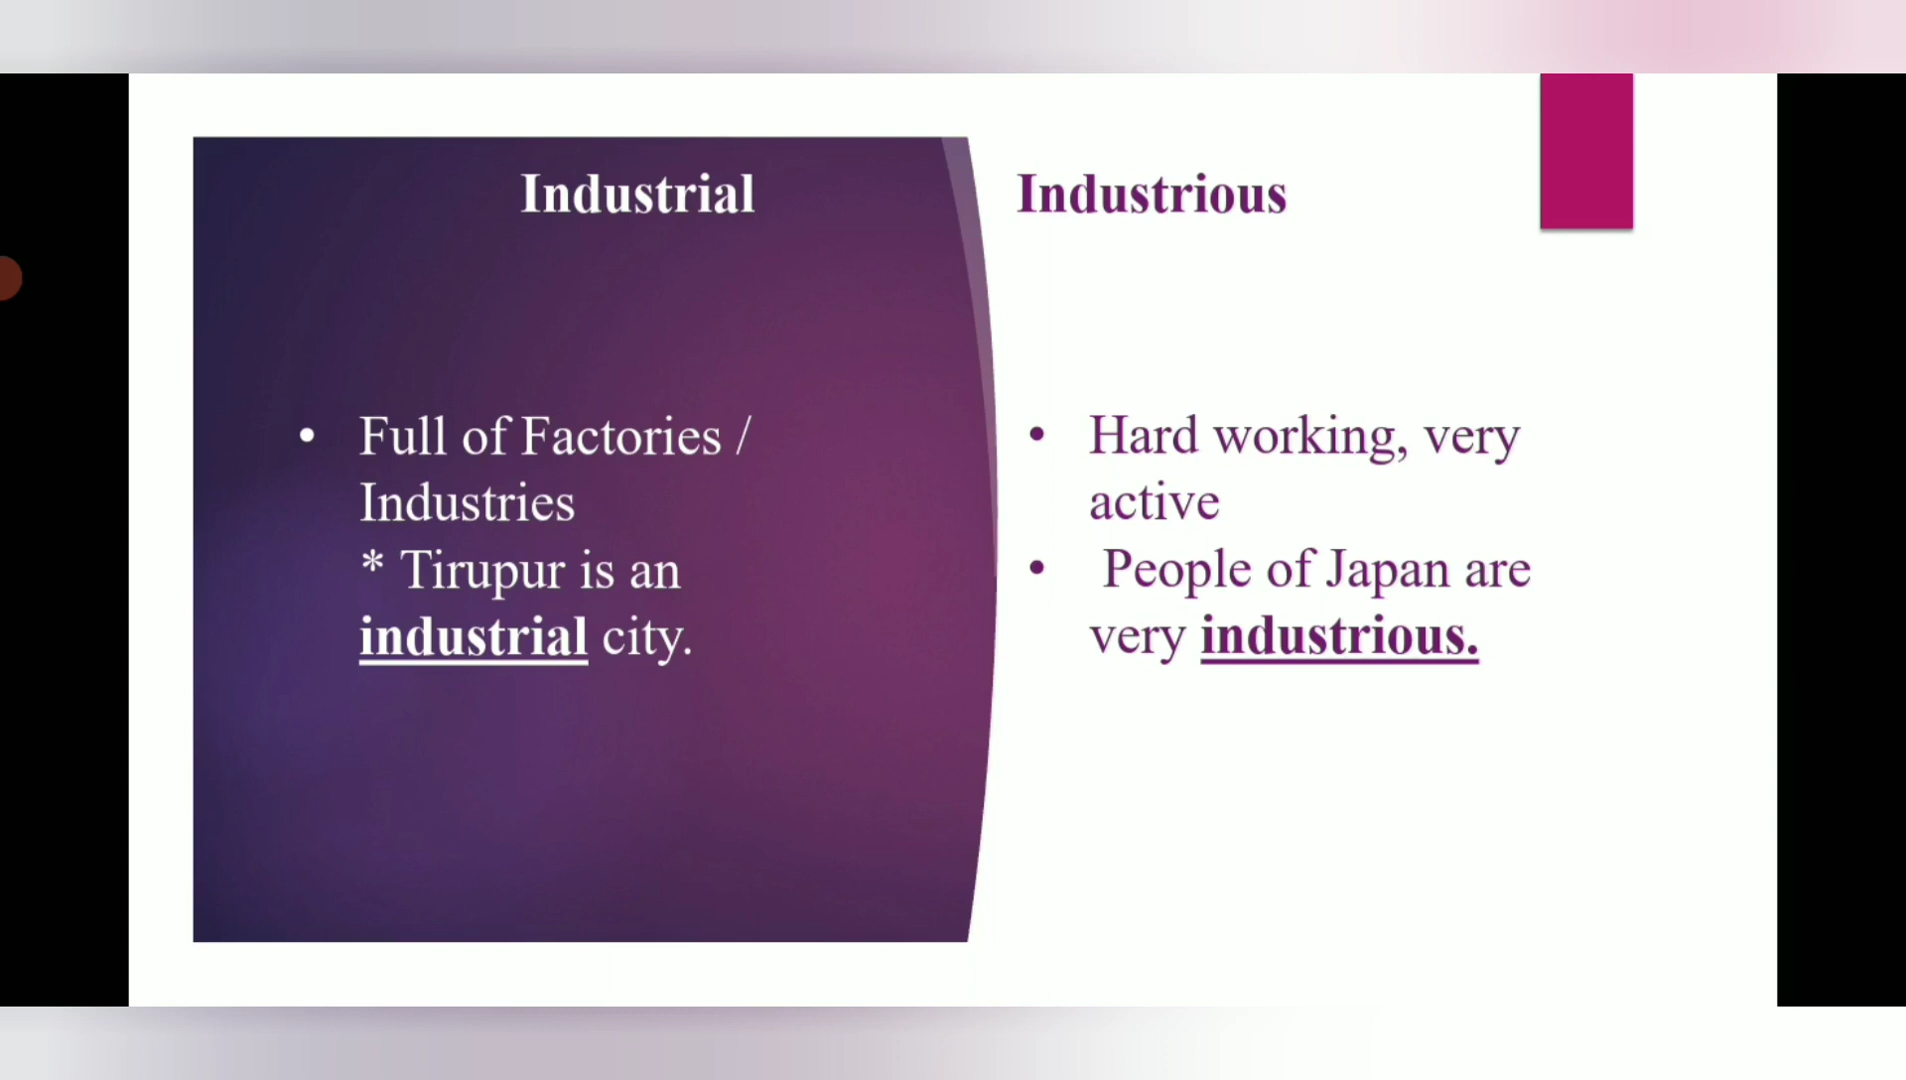 Industrial
• Full of Factories /
Industries
* Tirupur is an
industrial city.
Industrious
• Hard working, very
active
• People of Japan are
very industrious.